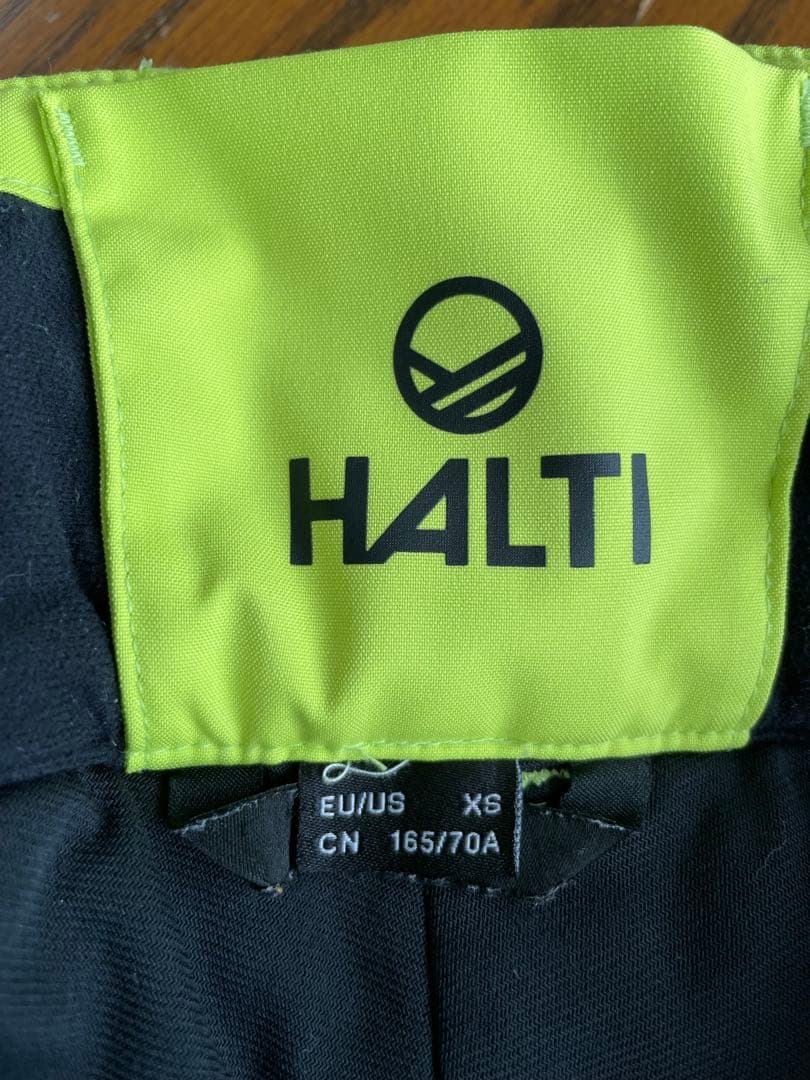 HALTI
EU/US XS
CN 165/70A